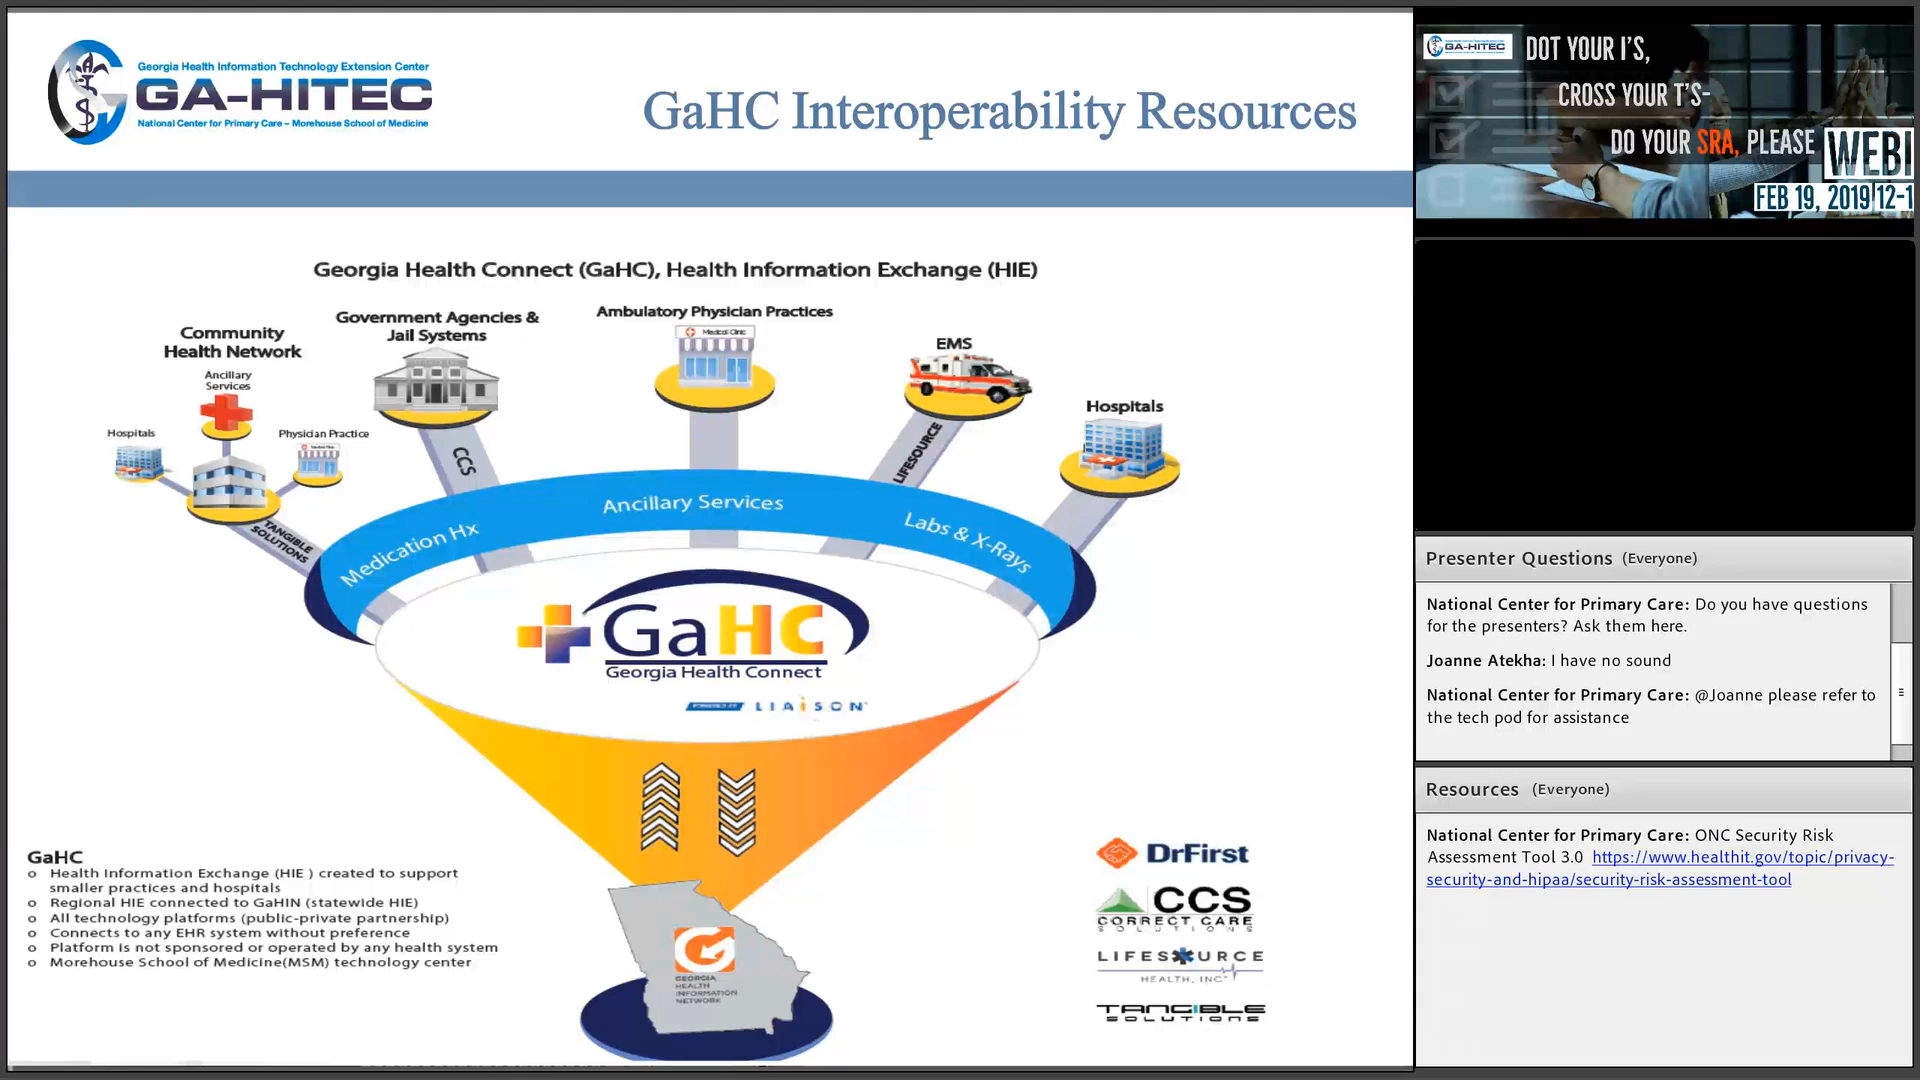 Georgia Health Information Technology Extension Center
GA-HITEC
National Center for Primary Care – Morehouse School of Medicine
GaHC Interoperability Resources
Georgia Health Connect (GaHC), Health Information Exchange (HIE)
Community
Health Network
Ancillary
Services
Hospitals
Physician Practice
TANGIBLE
SOLUTIONS
Government Agencies &
Jail Systems
CCS
Ambulatory Physician Practices
Medical Clinic
EMS
LIFESOURCE
Hospitals
Medication Hx
Ancillary Services
Labs & X-Rays
GaHC
Georgia Health Connect
POWERED BY LIAISON
GaHC
o Health Information Exchange (HIE ) created to support
smaller practices and hospitals
o Regional HIE connected to GaHIN (statewide HIE)
o All technology platforms (public-private partnership)
o Connects to any EHR system without preference
o Platform is not sponsored or operated by any health system
o Morehouse School of Medicine(MSM) technology center
GEORGIA
HEALTH
INFORMATION
NETWORK
DrFirst
CCS
CORRECT CARE
SOLUTIONS
LIFESOURCE
HEALTH, INC
TANGIBLE
SOLUTIONS
GA-HITEC
DOT YOUR I'S,
CROSS YOUR T'S-
DO YOUR SRA, PLEASE
WEBI
FEB 19, 2019 12-1
Presenter Questions (Everyone)
National Center for Primary Care: Do you have questions
for the presenters? Ask them here.
Joanne Atekha: I have no sound
National Center for Primary Care: @Joanne please refer to
the tech pod for assistance
Resources (Everyone)
National Center for Primary Care: ONC Security Risk
Assessment Tool 3.0 https://www.healthit.gov/topic/privacy-
security-and-hipaa/security-risk-assessment-tool